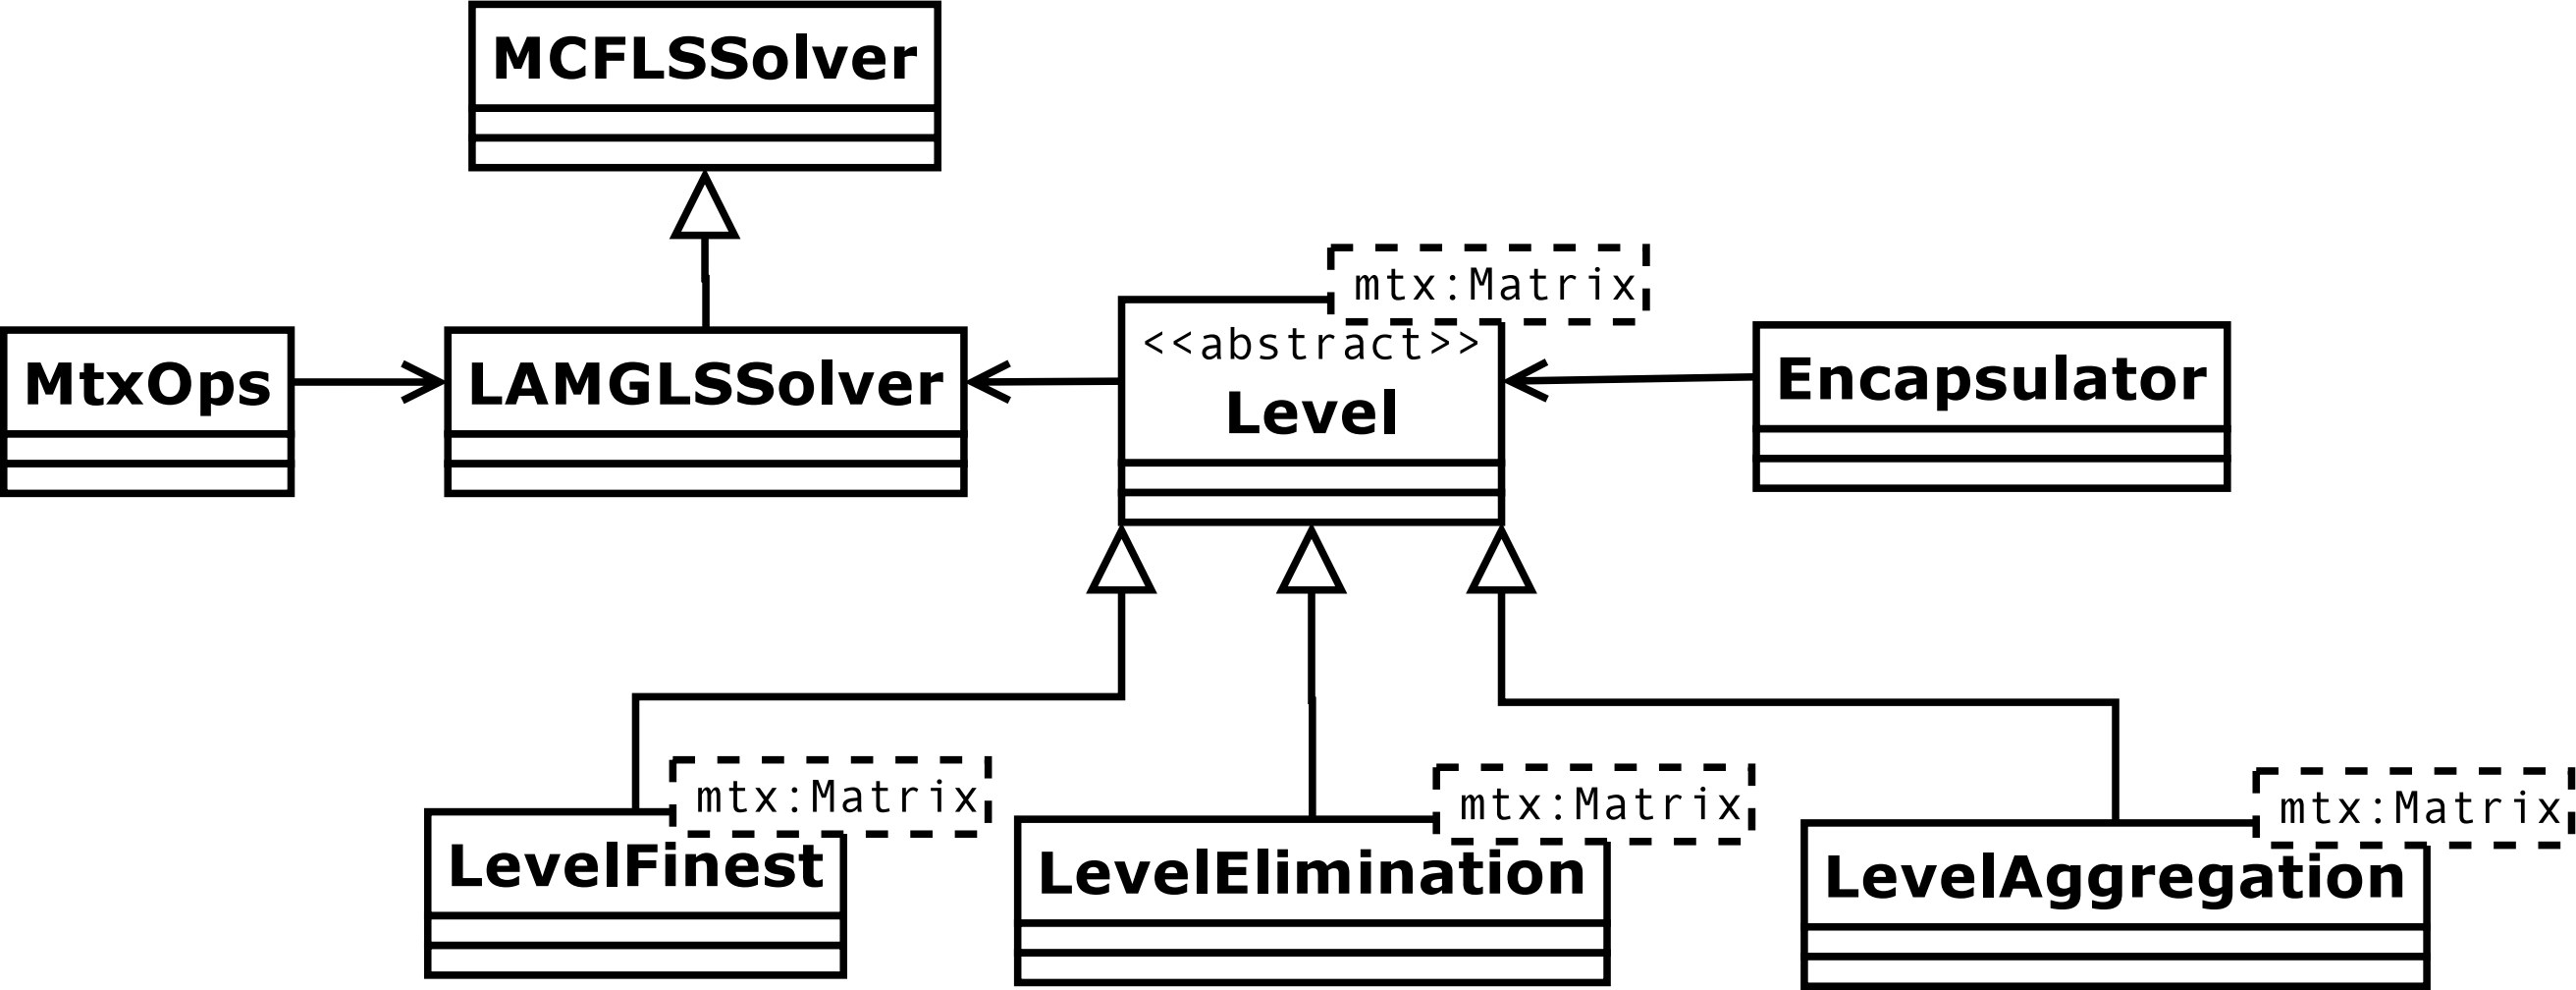 MCFLSSolver
mtx:Matrix
<<abstract>>
Level
MtxOps
LAMGLSSolver
Encapsulator
mtx:Matrix
LevelFinest
mtx:Matrix
LevelElimination
mtx:Matrix
LevelAggregation